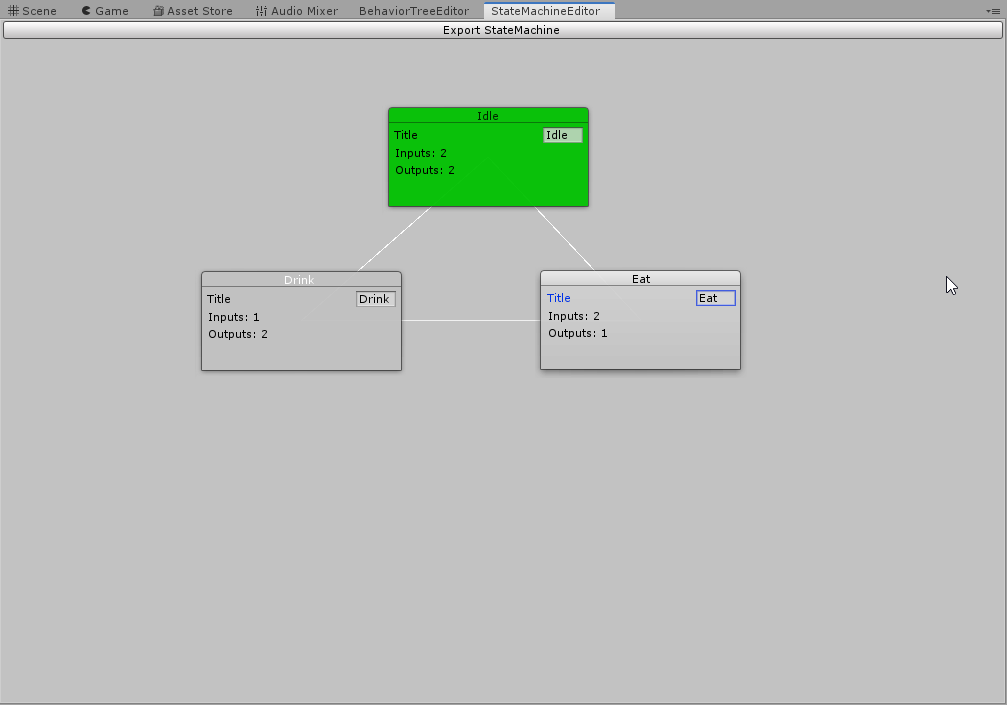 Scene Game Asset Store Audio Mixer BehaviorTreeEditor StateMachineEditor
Export StateMachine
Idle
Title Idle
Inputs: 2
Outputs: 2
Drink
Title Drink
Inputs: 1
Outputs: 2
Eat
Title Eat
Inputs: 2
Outputs: 1